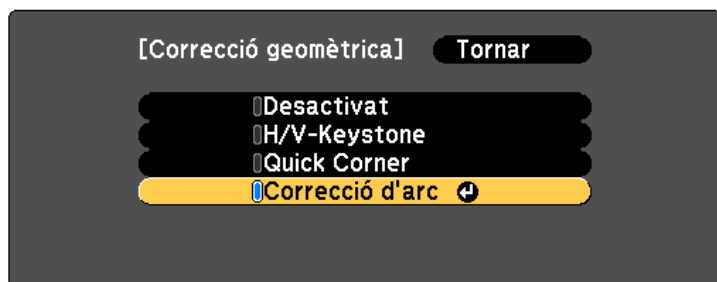 [Correcció geomètrica] Tornar
Desactivat
H/V-Keystone
Quick Corner
Correcció d'arc